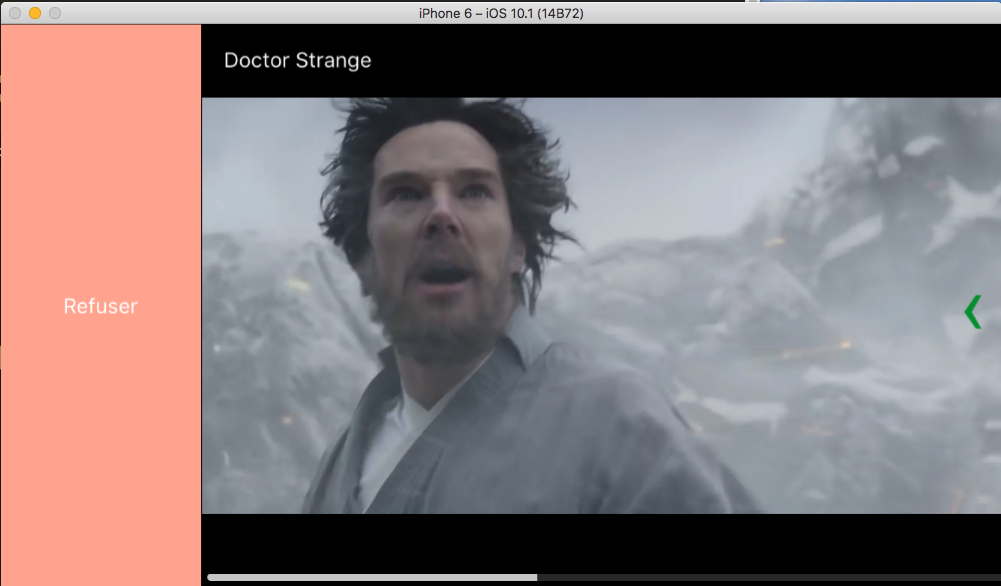 iPhone 6 – iOS 10.1 (14B72)
Doctor Strange
Refuser